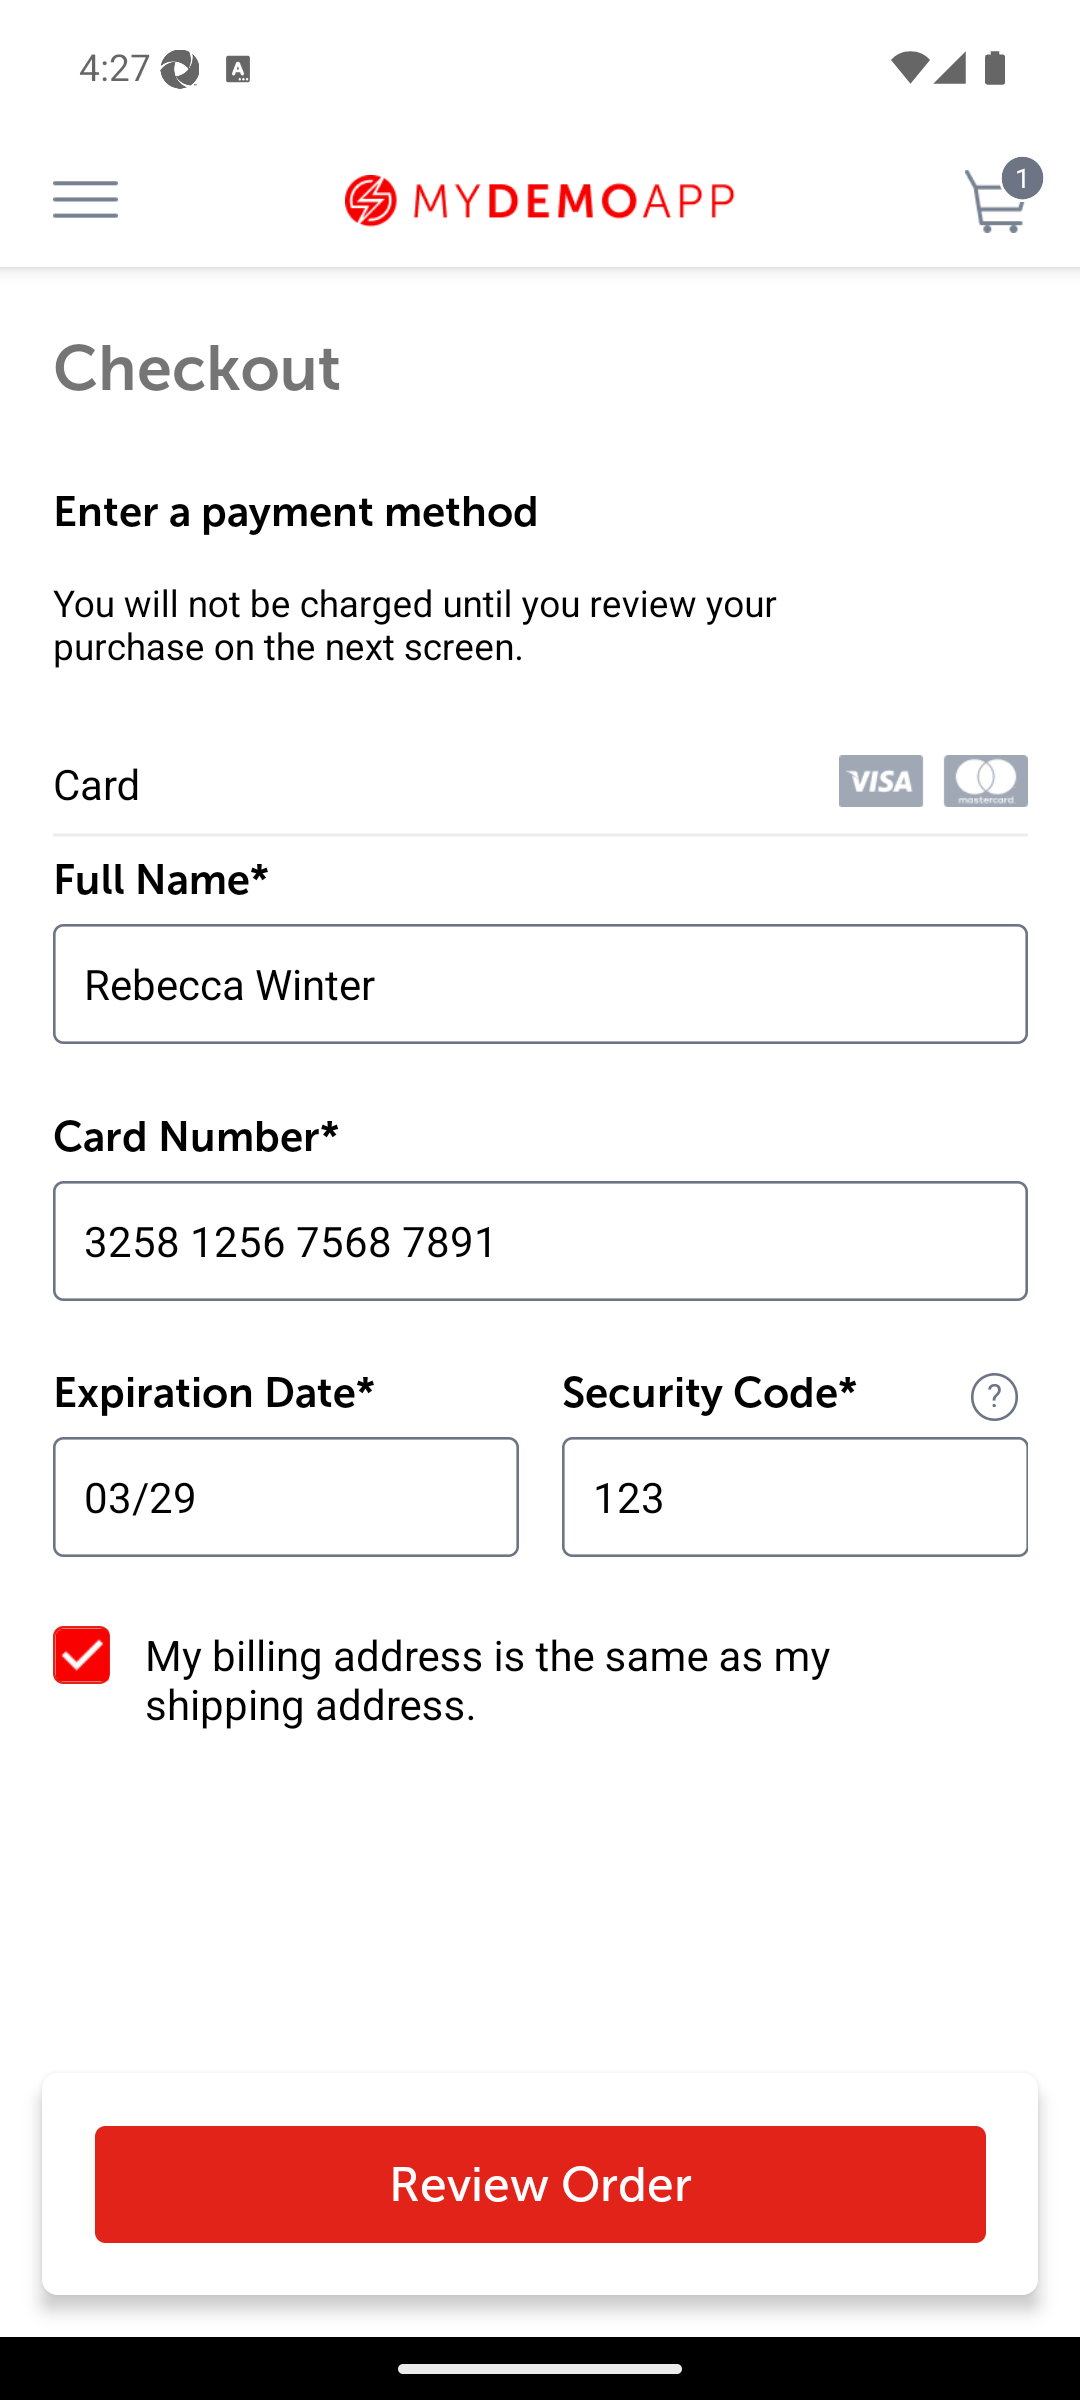 4:27
A
MYDEMOAPP
1
Checkout
Enter a payment method
You will not be charged until you review your
purchase on the next screen.
Card
VISA
mastercard
Full Name*
Rebecca Winter
Card Number*
3258 1256 7568 7891
Expiration Date*
Security Code*
?
03/29
123
My billing address is the same as my
shipping address.
Review Order